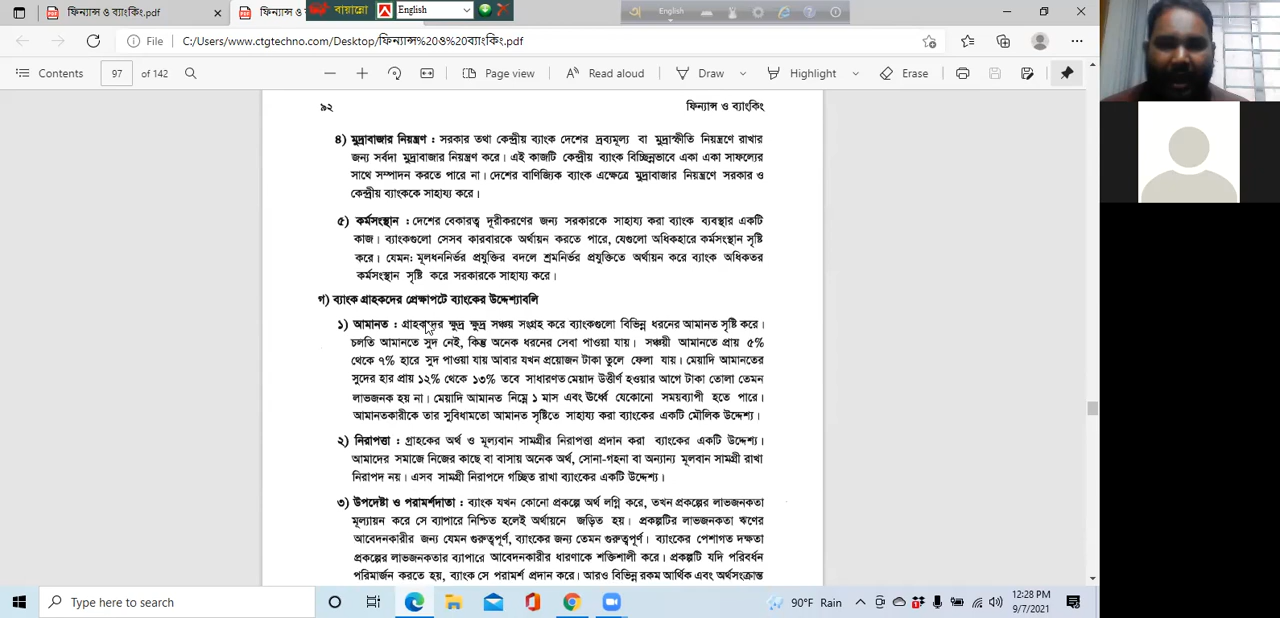 ফিন্যান্স ও ব্যাংকিং.pdf
ফিন্যান্স ও ব
বায়ান্নো English
English
File C:/Users/www.ctgtechno.com/Desktop/ফিন্যান্স%20ও%20ব্যাংকিং.pdf
Contents 97 of 142 Page view Read aloud Draw Highlight Erase
৯২ ফিন্যান্স ও ব্যাংকিং
৪) মুদ্রাবাজার নিয়ন্ত্রণ : সরকার তথা কেন্দ্রীয় ব্যাংক দেশের দ্রব্যমূল্য বা মুদ্রাস্ফীতি নিয়ন্ত্রণে রাখার
জন্য সর্বদা মুদ্রাবাজার নিয়ন্ত্রণ করে। এই কাজটি কেন্দ্রীয় ব্যাংক বিচ্ছিন্নভাবে একা একা সাফল্যের
সাথে সম্পাদন করতে পারে না। দেশের বাণিজ্যিক ব্যাংক এক্ষেত্রে মুদ্রাবাজার নিয়ন্ত্রণে সরকার ও
কেন্দ্রীয় ব্যাংককে সাহায্য করে।
৫) কর্মসংস্থান : দেশের বেকারত্ব দূরীকরণের জন্য সরকারকে সাহায্য করা ব্যাংক ব্যবস্থার একটি
কাজ। ব্যাংকগুলো সেসব কারবারকে অর্থায়ন করতে পারে, যেগুলো অধিকহারে কর্মসংস্থান সৃষ্টি
করে। যেমন: মূলধননির্ভর প্রযুক্তির বদলে শ্রমনির্ভর প্রযুক্তিতে অর্থায়ন করে ব্যাংক অধিকতর
কর্মসংস্থান সৃষ্টি করে সরকারকে সাহায্য করে।
গ) ব্যাংক গ্রাহকদের প্রেক্ষাপটে ব্যাংকের উদ্দেশ্যাবলি
১) আমানত : গ্রাহকদের ক্ষুদ্র ক্ষুদ্র সঞ্চয় সংগ্রহ করে ব্যাংকগুলো বিভিন্ন ধরনের আমানত সৃষ্টি করে।
চলতি আমানতে সুদ নেই, কিন্তু অনেক ধরনের সেবা পাওয়া যায়। সঞ্চয়ী আমানতে প্রায় ৫%
থেকে ৭% হারে সুদ পাওয়া যায় আবার যখন প্রয়োজন টাকা তুলে ফেলা যায়। মেয়াদি আমানতের
সুদের হার প্রায় ১২% থেকে ১৩% তবে সাধারণত মেয়াদ উত্তীর্ণ হওয়ার আগে টাকা তোলা তেমন
লাভজনক হয় না। মেয়াদি আমানত নিম্নে ১ মাস এবং ঊর্ধ্বে যেকোনো সময়ব্যাপী হতে পারে।
আমানতকারীকে তার সুবিধামতো আমানত সৃষ্টিতে সাহায্য করা ব্যাংকের একটি মৌলিক উদ্দেশ্য।
২) নিরাপত্তা : গ্রাহকের অর্থ ও মূল্যবান সামগ্রীর নিরাপত্তা প্রদান করা ব্যাংকের একটি উদ্দেশ্য।
আমাদের সমাজে নিজের কাছে বা বাসায় অনেক অর্থ, সোনা-গহনা বা অন্যান্য মূলবান সামগ্রী রাখা
নিরাপদ নয়। এসব সামগ্রী নিরাপদে গচ্ছিত রাখা ব্যাংকের একটি উদ্দেশ্য।
৩) উপদেষ্টা ও পরামর্শদাতা : ব্যাংক যখন কোনো প্রকল্পে অর্থ লগ্নি করে, তখন প্রকল্পের লাভজনকতা
মূল্যায়ন করে সে ব্যাপারে নিশ্চিত হলেই অর্থায়নে জড়িত হয়। প্রকল্পটির লাভজনকতা ঋণের
আবেদনকারীর জন্য যেমন গুরুত্বপূর্ণ, ব্যাংকের জন্য তেমন গুরুত্বপূর্ণ। ব্যাংকের পেশাগত দক্ষতা
প্রকল্পের লাভজনকতার ব্যাপারে আবেদনকারীর ধারণাকে শক্তিশালী করে। প্রকল্পটি যদি পরিবর্ধন
পরিমার্জন করতে হয়, ব্যাংক সে পরামর্শ প্রদান করে। আরও বিভিন্ন রকম আর্থিক এবং অর্থসংক্রান্ত
Type here to search 90°F Rain 12:28 PM
9/7/2021